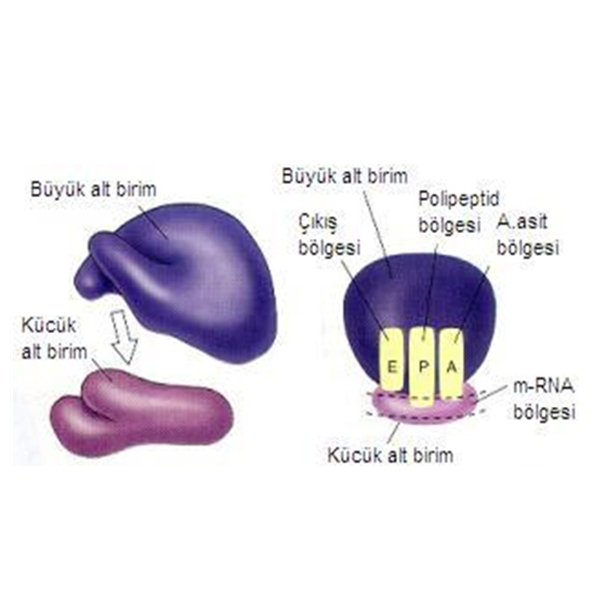 Büyük alt birim
Kücük
alt birim
Büyük alt birim
Çıkış
bölgesi
Polipeptid
bölgesi
A.asit
bölgesi
E P A
m-RNA
bölgesi
Kücük alt birim